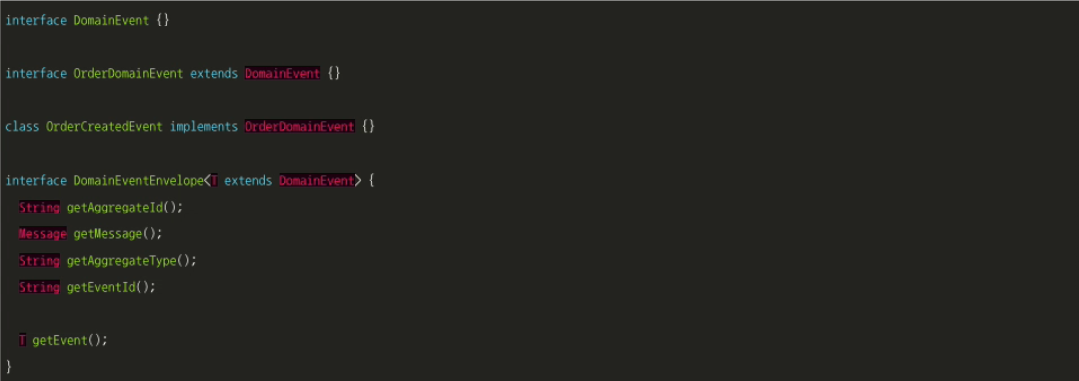 interface DomainEvent {}
interface OrderDomainEvent extends DomainEvent {}
class OrderCreatedEvent implements OrderDomainEvent {}
interface DomainEventEnvelope<T extends DomainEvent> {
  String getAggregateId();
  Message getMessage();
  String getAggregateType();
  String getEventId();
  T getEvent();
}